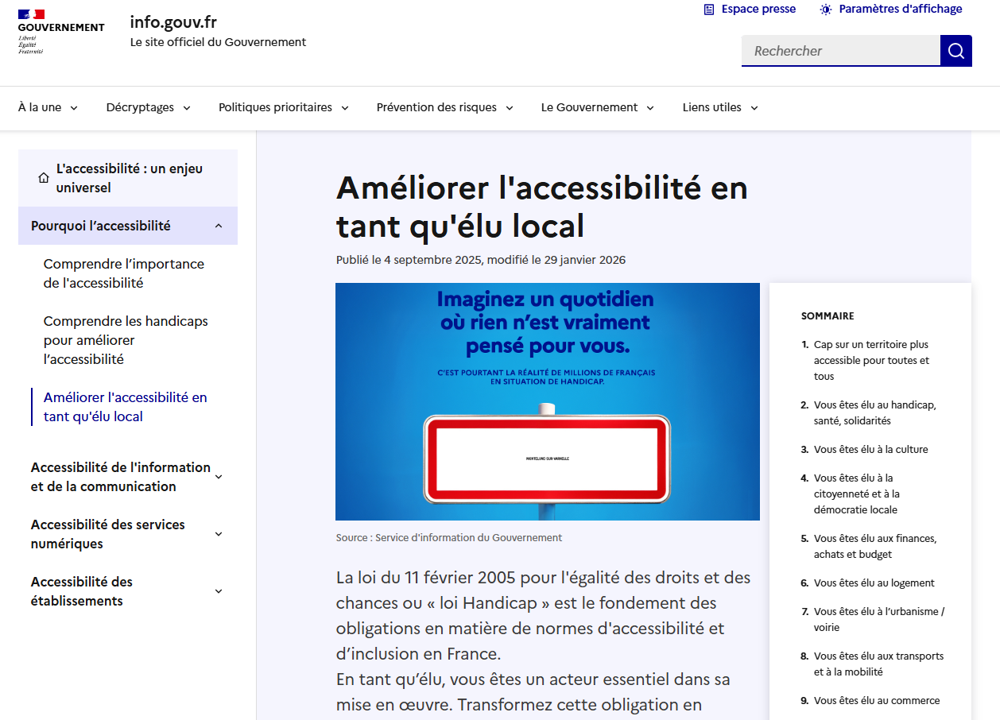 GOUVERNEMENT
Liberté
Égalité
Fraternité
info.gouv.fr
Le site officiel du Gouvernement
Espace presse
Paramètres d'affichage
Rechercher
À la une
Décryptages
Politiques prioritaires
Prévention des risques
Le Gouvernement
Liens utiles
L'accessibilité : un enjeu
universel
Pourquoi l’accessibilité
Comprendre l’importance
de l'accessibilité
Comprendre les handicaps
pour améliorer
l’accessibilité
Améliorer l'accessibilité en
tant qu'élu local
Accessibilité de l'information
et de la communication
Accessibilité des services
numériques
Accessibilité des
établissements
Améliorer l'accessibilité en
tant qu'élu local
Publié le 4 septembre 2025, modifié le 29 janvier 2026
Imaginez un quotidien
où rien n’est vraiment
pensé pour vous.
C’EST POURTANT LA RÉALITÉ DE MILLIONS DE FRANÇAIS
EN SITUATION DE HANDICAP.
Source : Service d'information du Gouvernement
La loi du 11 février 2005 pour l'égalité des droits et des
chances ou « loi Handicap » est le fondement des
obligations en matière de normes d'accessibilité et
d’inclusion en France.
En tant qu’élu, vous êtes un acteur essentiel dans sa
mise en œuvre. Transformez cette obligation en
SOMMAIRE
1. Cap sur un territoire plus
accessible pour toutes et
tous
2. Vous êtes élu au handicap,
santé, solidarités
3. Vous êtes élu à la culture
4. Vous êtes élu à la
citoyenneté et à la
démocratie locale
5. Vous êtes élu aux finances,
achats et budget
6. Vous êtes élu au logement
7. Vous êtes élu à l’urbanisme /
voirie
8. Vous êtes élu aux transports
et à la mobilité
9. Vous êtes élu au commerce